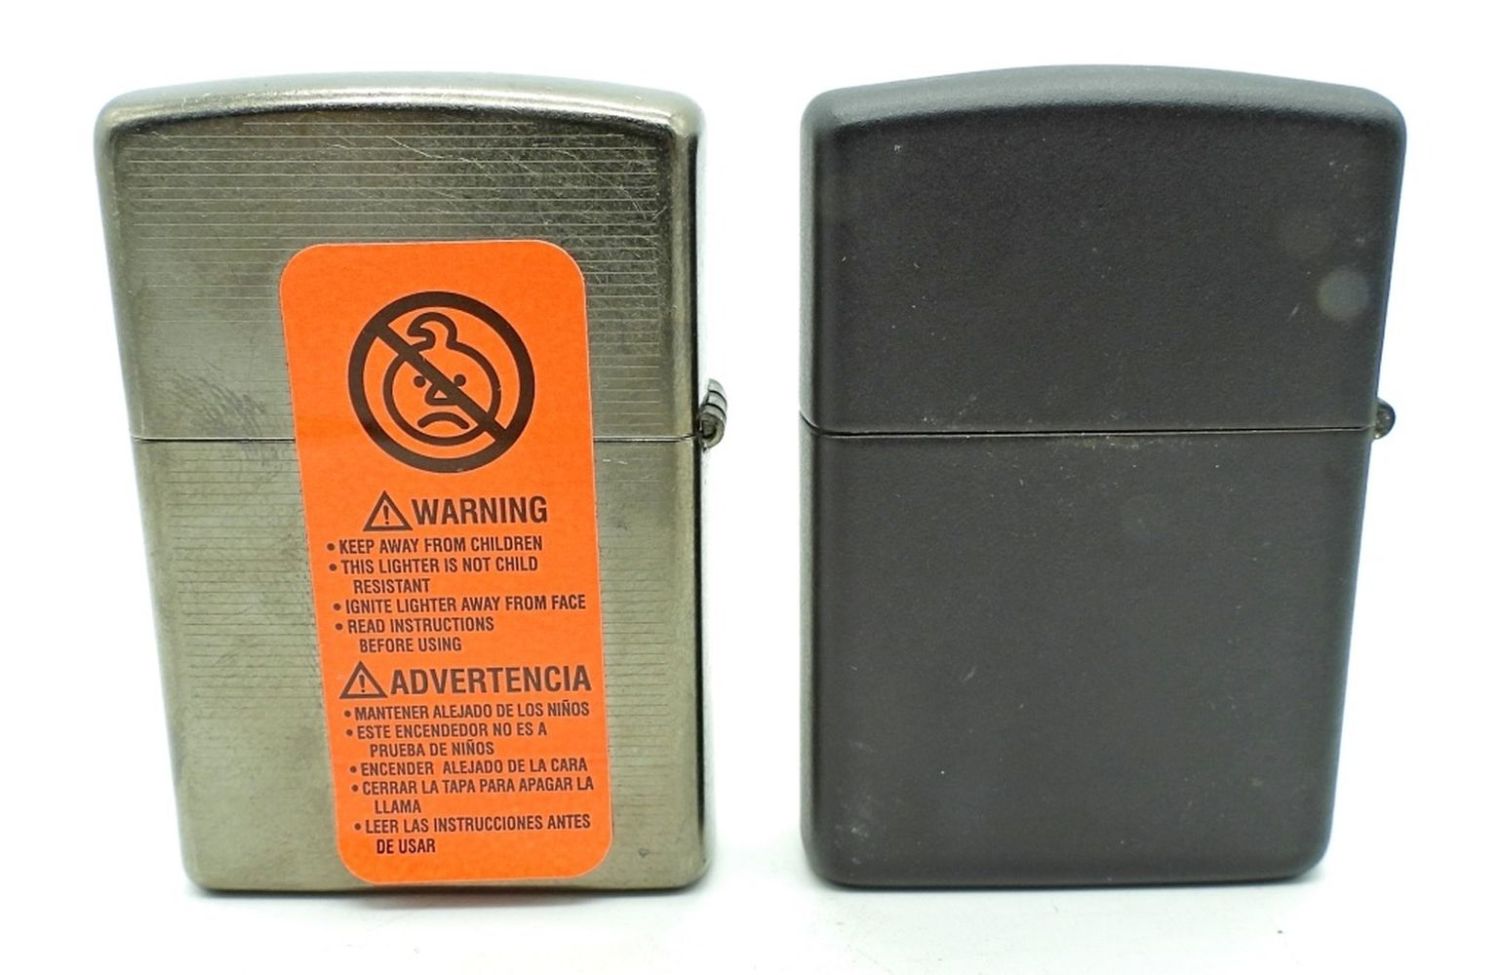 WARNING
• KEEP AWAY FROM CHILDREN
• THIS LIGHTER IS NOT CHILD
RESISTANT
• IGNITE LIGHTER AWAY FROM FACE
• READ INSTRUCTIONS
BEFORE USING
ADVERTENCIA
• MANTENER ALEJADO DE LOS NIÑOS
• ESTE ENCENDEDOR NO ES A
PRUEBA DE NIÑOS
• ENCENDER ALEJADO DE LA CARA
• CERRAR LA TAPA PARA APAGAR LA
LLAMA
• LEER LAS INSTRUCCIONES ANTES
DE USAR